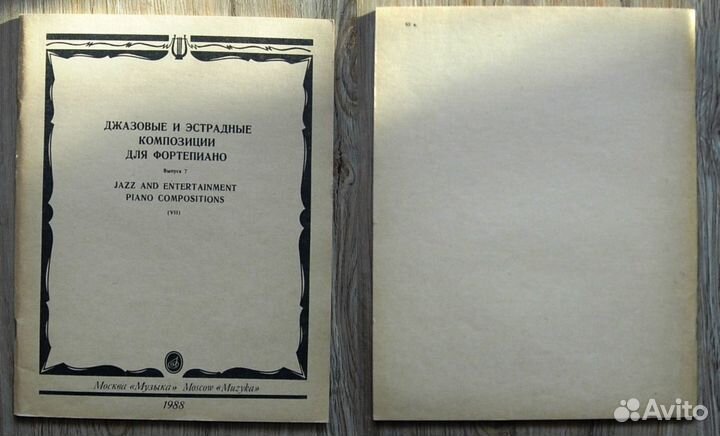 ДЖАЗОВЫЕ И ЭСТРАДНЫЕ
КОМПОЗИЦИИ
ДЛЯ ФОРТЕПИАНО
Выпуск 7
JAZZ AND ENTERTAINMENT
PIANO COMPOSITIONS
(VII)
Москва «Музыка» Moscow «Muzyka»
1988
Avito